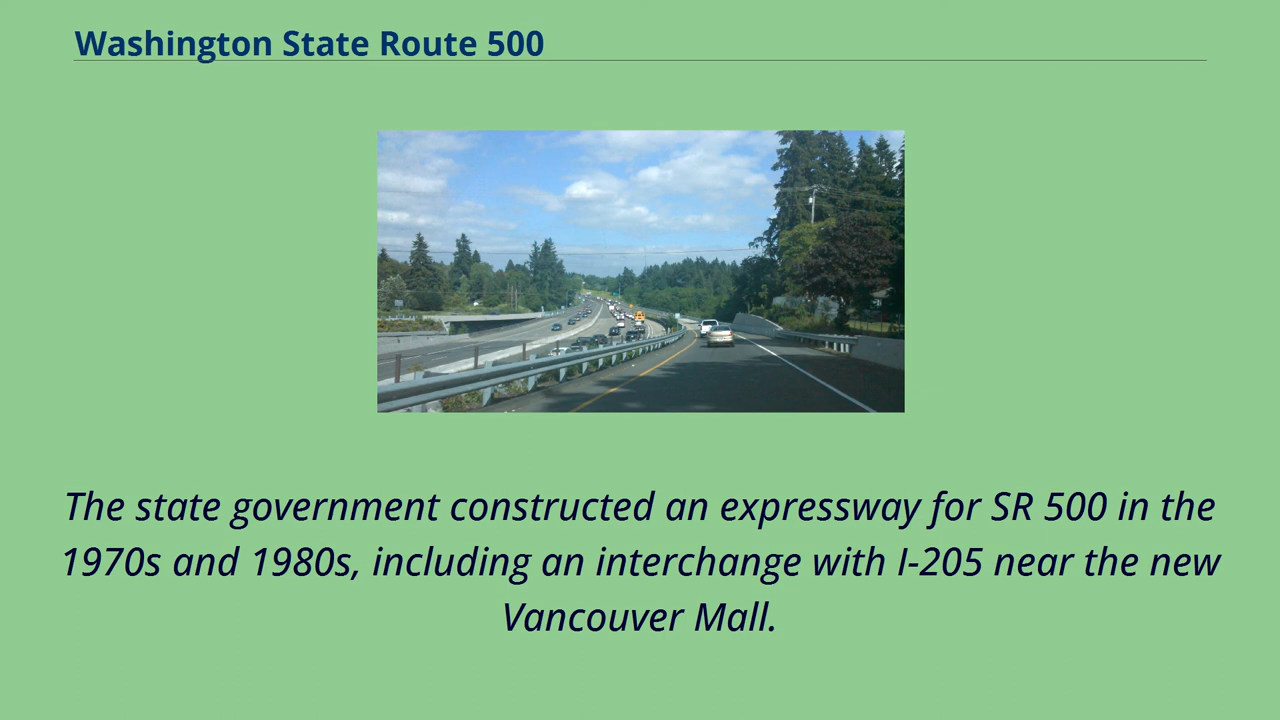 Washington State Route 500
The state government constructed an expressway for SR 500 in the
1970s and 1980s, including an interchange with I-205 near the new
Vancouver Mall.